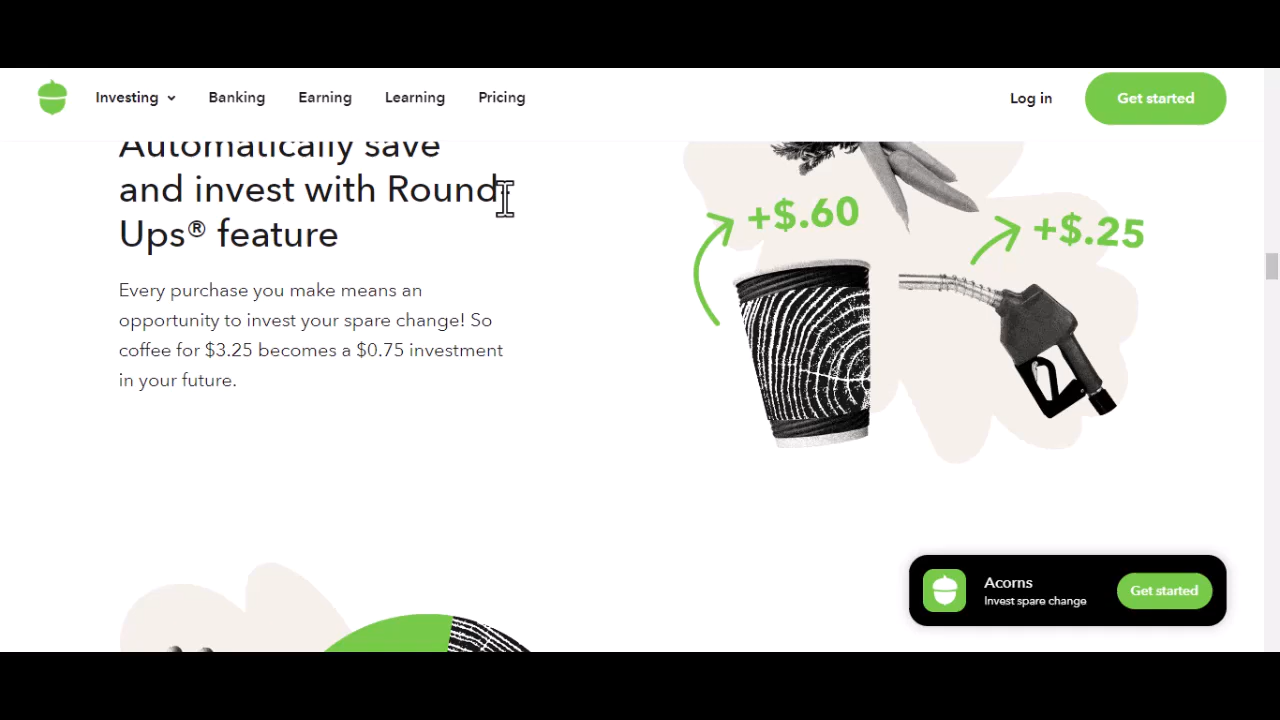 Investing Banking Earning Learning Pricing Log in Get started
Automatically save
and invest with Round-
Ups® feature
Every purchase you make means an
opportunity to invest your spare change! So
coffee for $3.25 becomes a $0.75 investment
in your future.
+$.60
+$.25
Acorns
Invest spare change
Get started